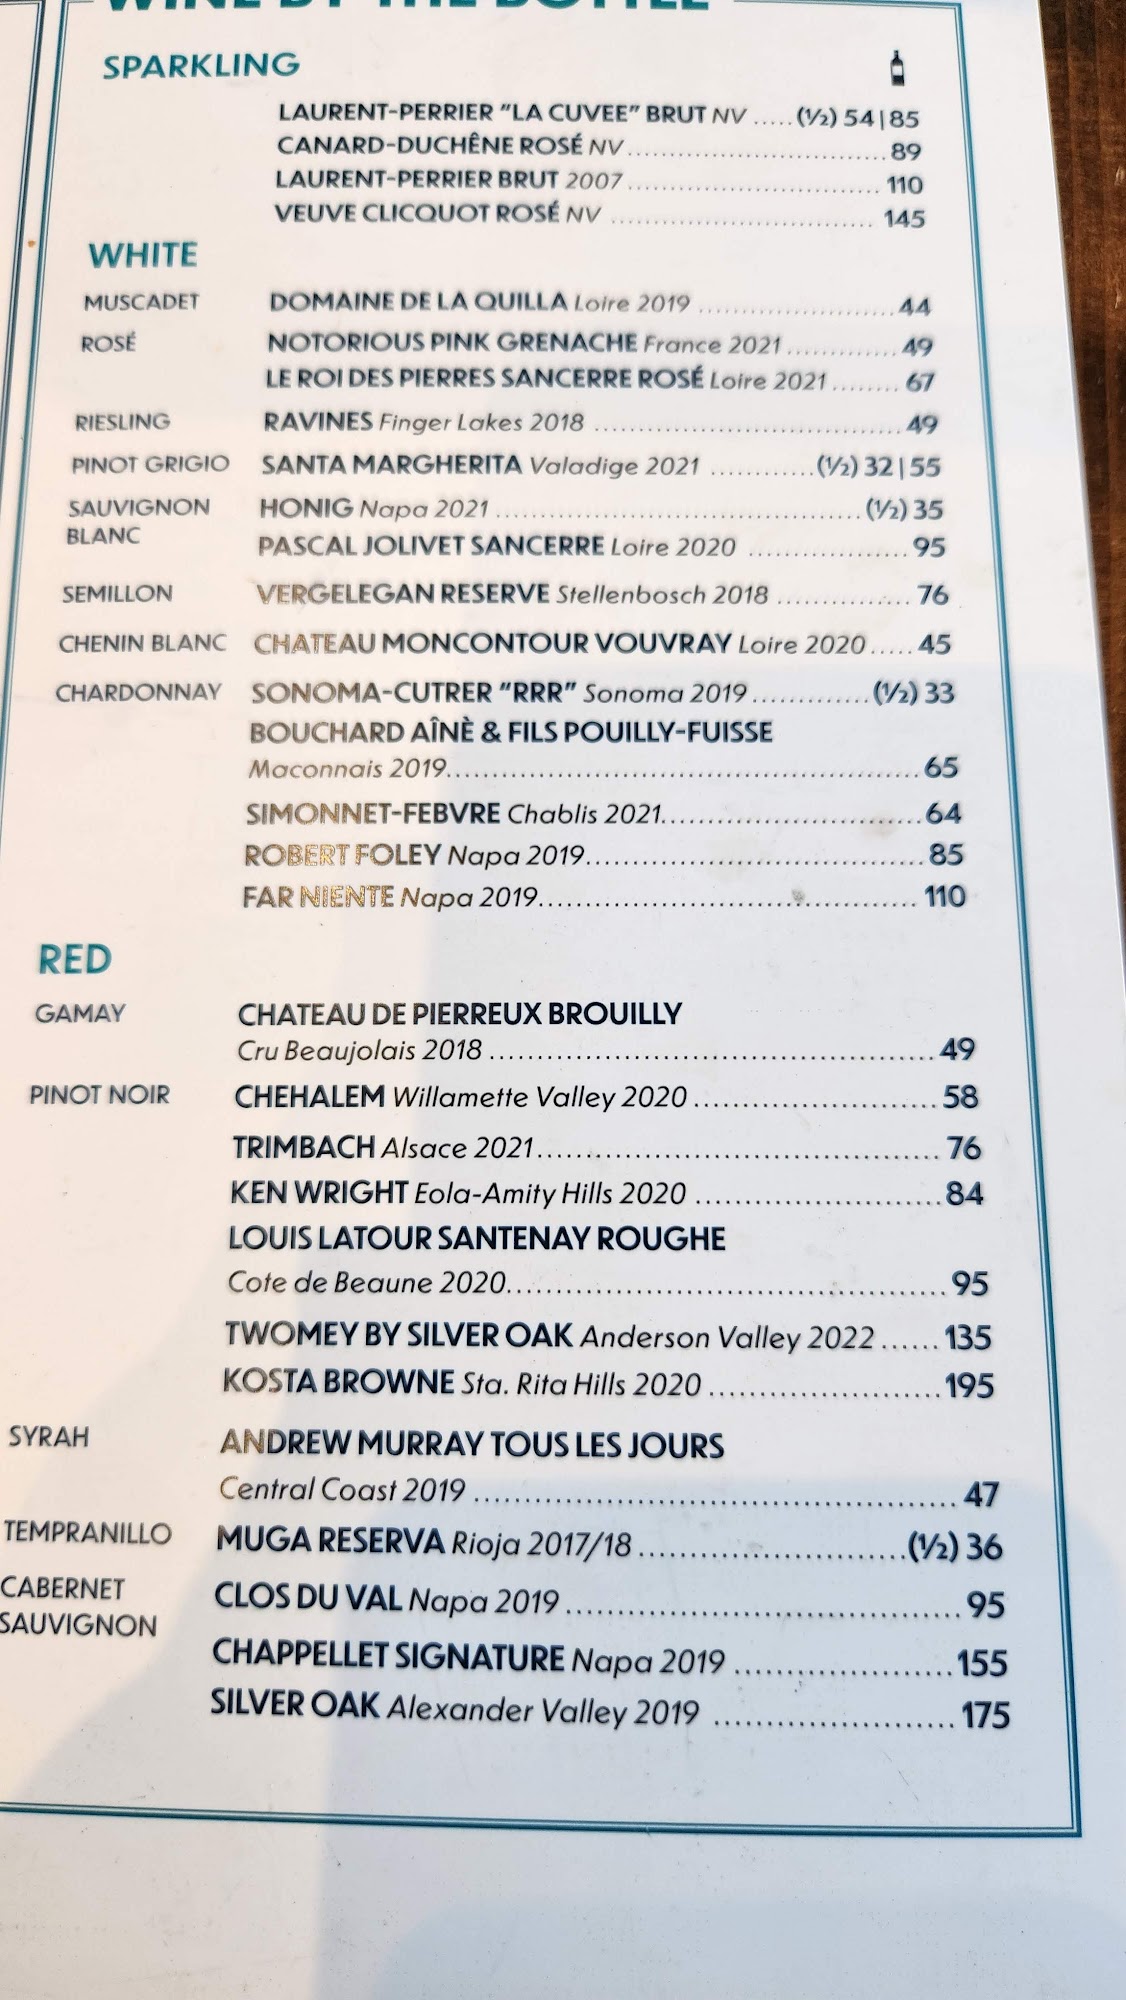 WINE BY THE BOTTLE
SPARKLING
LAURENT-PERRIER "LA CUVEE" BRUT NV .....(½) 54|85
CANARD-DUCHÊNE ROSÉ NV ..... 89
LAURENT-PERRIER BRUT 2007 ..... 110
VEUVE CLICQUOT ROSÉ NV ..... 145
WHITE
MUSCADET DOMAINE DE LA QUILLA Loire 2019 ..... 44
ROSÉ NOTORIOUS PINK GRENACHE France 2021 ..... 49
LE ROI DES PIERRES SANCERRE ROSÉ Loire 2021 ..... 67
RIESLING RAVINES Finger Lakes 2018 ..... 49
PINOT GRIGIO SANTA MARGHERITA Valadige 2021 .....(½) 32|55
SAUVIGNON HONIG Napa 2021 .....(½) 35
BLANC PASCAL JOLIVET SANCERRE Loire 2020 ..... 95
SEMILLON VERGELEGAN RESERVE Stellenbosch 2018 ..... 76
CHENIN BLANC CHATEAU MONCONTOUR VOUVRAY Loire 2020 ..... 45
CHARDONNAY SONOMA-CUTRER "RRR" Sonoma 2019 .....(½) 33
BOUCHARD AÎNÈ & FILS POUILLY-FUISSE
Maconnais 2019 ..... 65
SIMONNET-FEBVRE Chablis 2021 ..... 64
ROBERT FOLEY Napa 2019 ..... 85
FAR NIENTE Napa 2019 ..... 110
RED
GAMAY CHATEAU DE PIERREUX BROUILLY
Cru Beaujolais 2018 ..... 49
PINOT NOIR CHEHALEM Willamette Valley 2020 ..... 58
TRIMBACH Alsace 2021 ..... 76
KEN WRIGHT Eola-Amity Hills 2020 ..... 84
LOUIS LATOUR SANTENAY ROUGHE
Cote de Beaune 2020 ..... 95
TWOMEY BY SILVER OAK Anderson Valley 2022 ..... 135
KOSTA BROWNE Sta. Rita Hills 2020 ..... 195
SYRAH ANDREW MURRAY TOUS LES JOURS
Central Coast 2019 ..... 47
TEMPRANILLO MUGA RESERVA Rioja 2017/18 .....(½) 36
CABERNET CLOS DU VAL Napa 2019 ..... 95
SAUVIGNON CHAPPELLET SIGNATURE Napa 2019 ..... 155
SILVER OAK Alexander Valley 2019 ..... 175